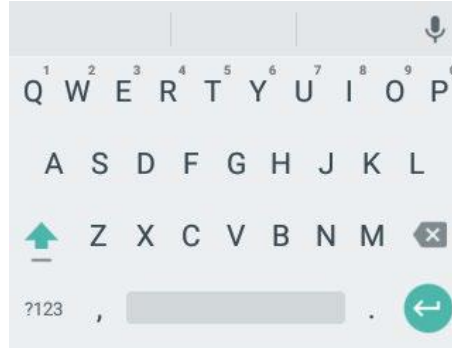 1 2 3 4 5 6 7 8 9
Q W E R T Y U I O P
A S D F G H J K L
Z X C V B N M
?123 , .